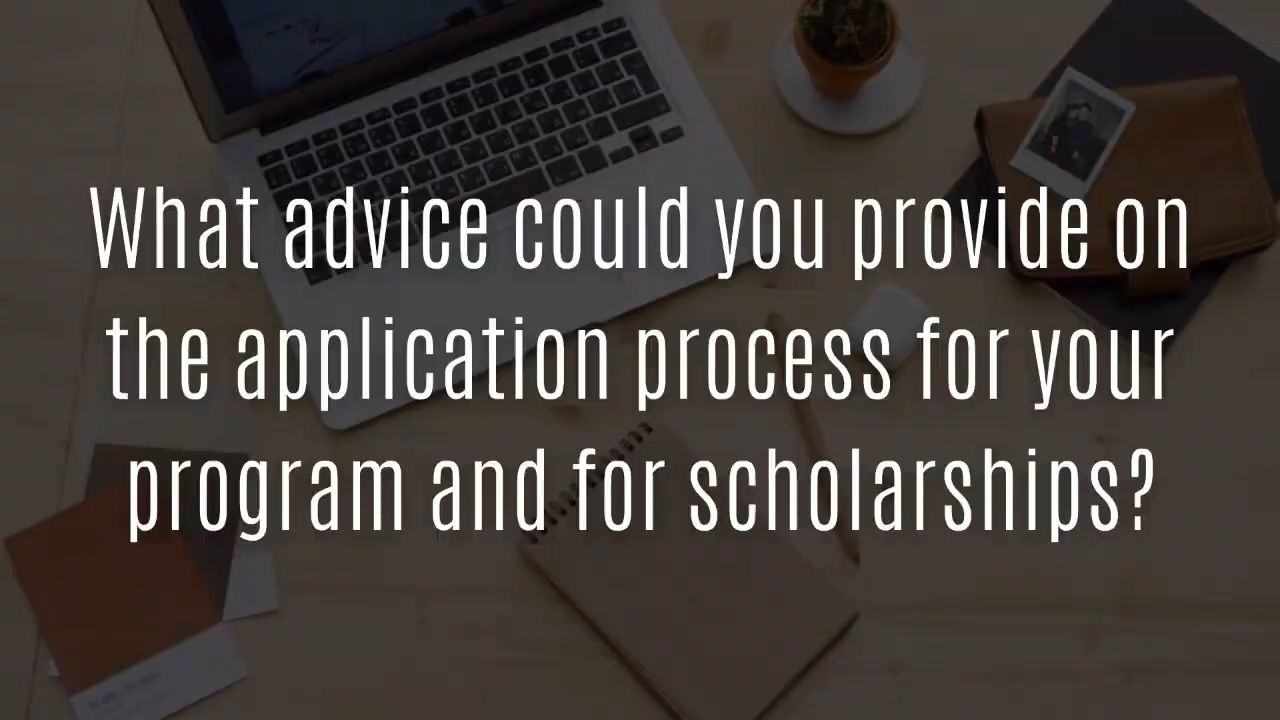 What advice could you provide on
the application process for your
program and for scholarships?